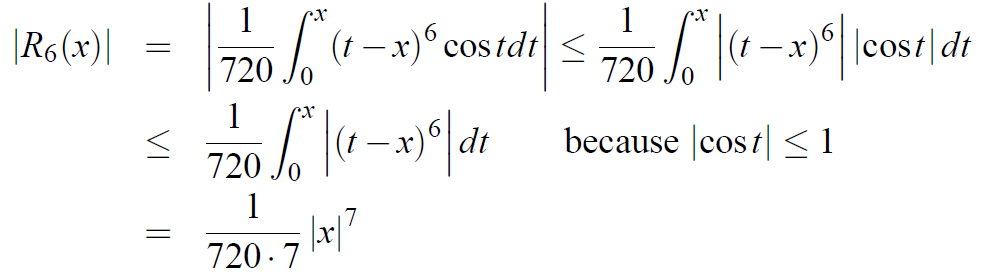 |R₆(x)| = |1/720 ∫₀ˣ (t − x)⁶ cos t dt| ≤ 1/720 ∫₀ˣ |(t − x)⁶| |cos t| dt
≤ 1/720 ∫₀ˣ |(t − x)⁶| dt because |cos t| ≤ 1
= 1/(720 · 7) |x|⁷